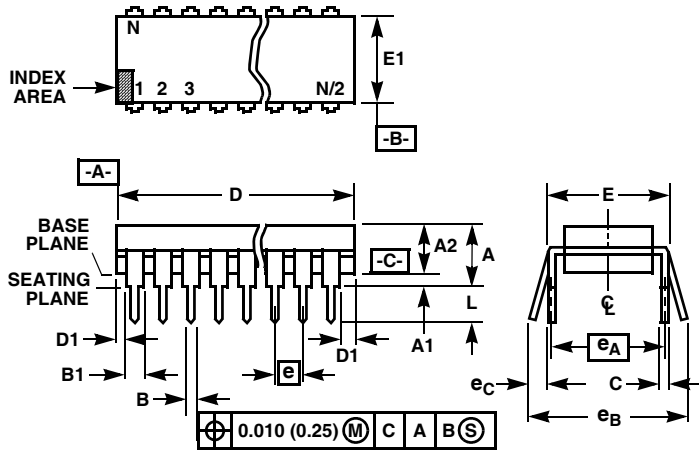 N
INDEX
AREA
1 2 3 N/2
E1
-B-
-A-
D
E
BASE
PLANE
A2
A
-C-
SEATING
PLANE
L
C
L
D1
B1
A1
D1
e
eA
B
eC
C
eB
0.010 (0.25) M C A B S